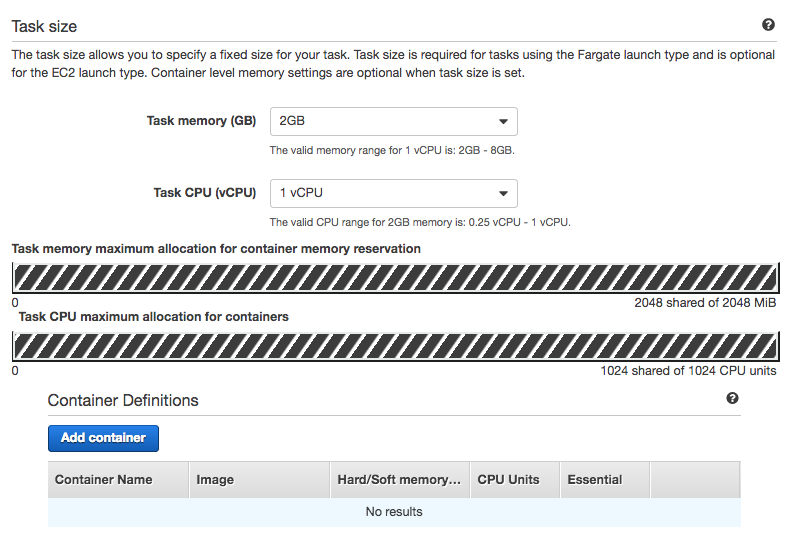 Task size
The task size allows you to specify a fixed size for your task. Task size is required for tasks using the Fargate launch type and is optional
for the EC2 launch type. Container level memory settings are optional when task size is set.
Task memory (GB) 2GB
The valid memory range for 1 vCPU is: 2GB - 8GB.
Task CPU (vCPU) 1 vCPU
The valid CPU range for 2GB memory is: 0.25 vCPU - 1 vCPU.
Task memory maximum allocation for container memory reservation
0 2048 shared of 2048 MiB
Task CPU maximum allocation for containers
0 1024 shared of 1024 CPU units
Container Definitions
Add container
Container Name Image Hard/Soft memory... CPU Units Essential
No results